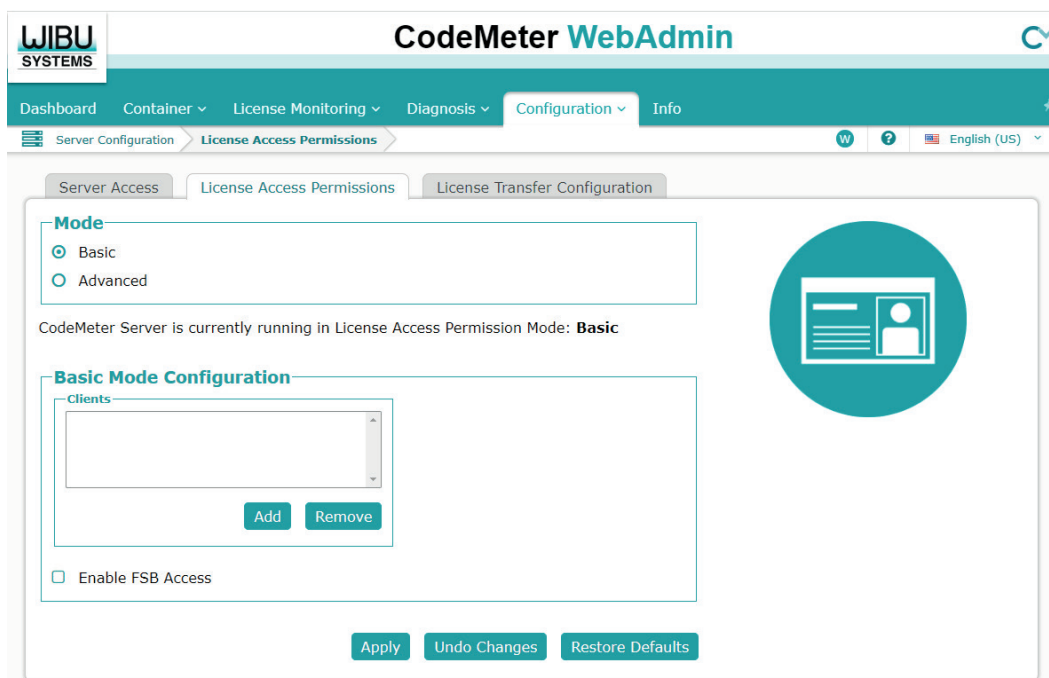 WIBU
SYSTEMS
CodeMeter WebAdmin
Dashboard Container License Monitoring Diagnosis Configuration Info
Server Configuration License Access Permissions W ? English (US)
Server Access License Access Permissions License Transfer Configuration
Mode
Basic
Advanced
CodeMeter Server is currently running in License Access Permission Mode: Basic
Basic Mode Configuration
Clients
Add Remove
Enable FSB Access
Apply Undo Changes Restore Defaults